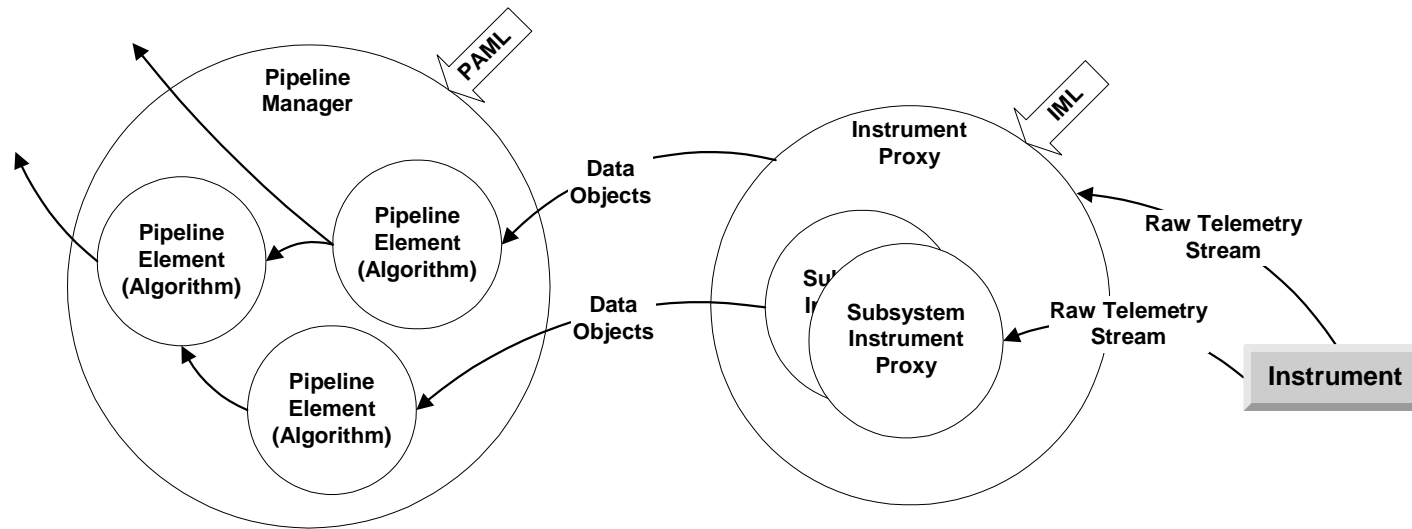 PAML
Pipeline
Manager
IML
Instrument
Proxy
Data
Objects
Pipeline
Element
(Algorithm)
Pipeline
Element
(Algorithm)
Raw Telemetry
Stream
Data
Objects
Subsystem
Instrument
Proxy
Raw Telemetry
Stream
Instrument
Pipeline
Element
(Algorithm)